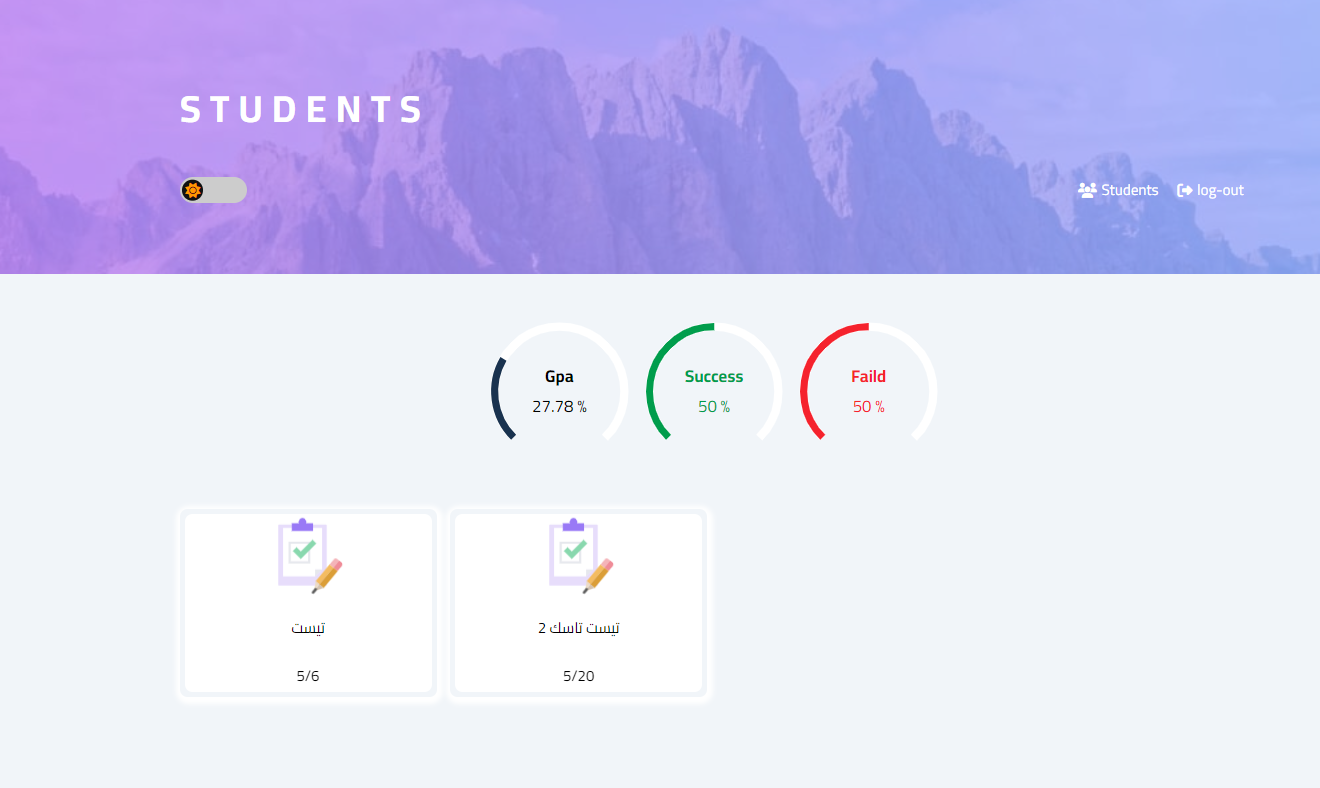 STUDENTS
Students
log-out
Gpa
27.78 %
Success
50 %
Faild
50 %
تيست
5/6
تيست تاسك 2
5/20